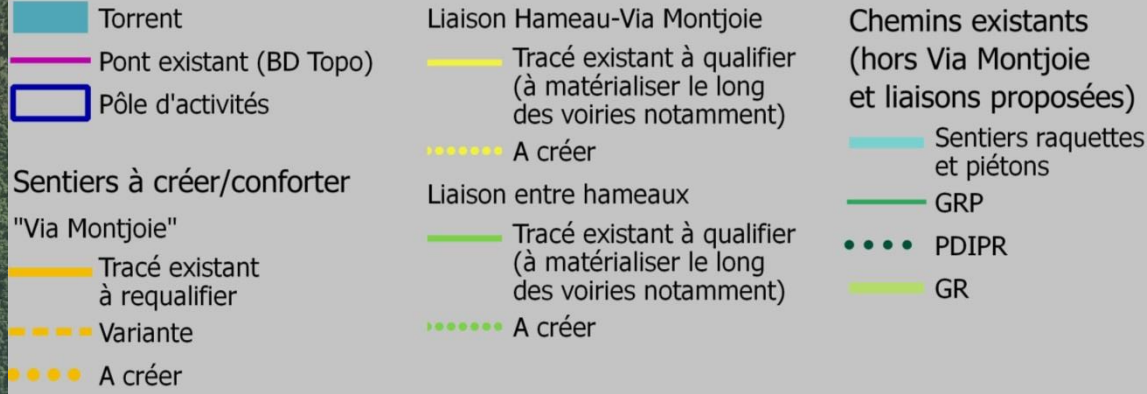 Torrent
Pont existant (BD Topo)
Pôle d'activités
Sentiers à créer/conforter
"Via Montjoie"
Tracé existant
à requalifier
Variante
A créer
Liaison Hameau-Via Montjoie
Tracé existant à qualifier
(à matérialiser le long
des voiries notamment)
A créer
Liaison entre hameaux
Tracé existant à qualifier
(à matérialiser le long
des voiries notamment)
A créer
Chemins existants
(hors Via Montjoie
et liaisons proposées)
Sentiers raquettes
et piétons
GRP
PDIPR
GR